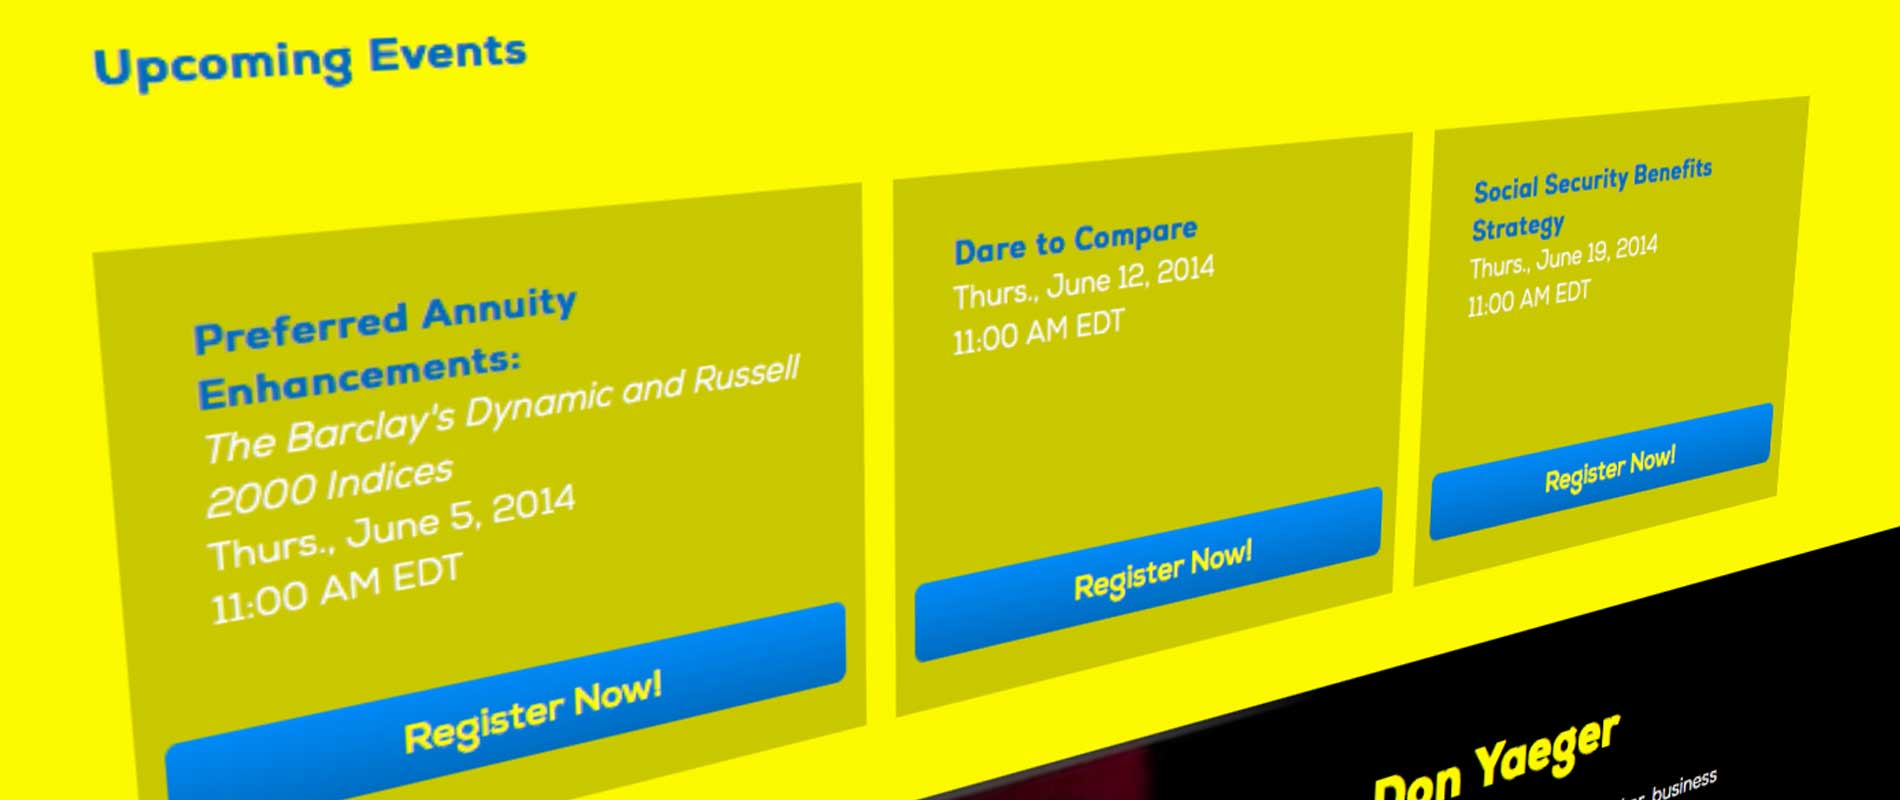 Upcoming Events
Preferred Annuity
Enhancements:
The Barclay's Dynamic and Russell
2000 Indices
Thurs., June 5, 2014
11:00 AM EDT
Register Now!
Dare to Compare
Thurs., June 12, 2014
11:00 AM EDT
Register Now!
Social Security Benefits
Strategy
Thurs., June 19, 2014
11:00 AM EDT
Register Now!
Don Yaeger
business